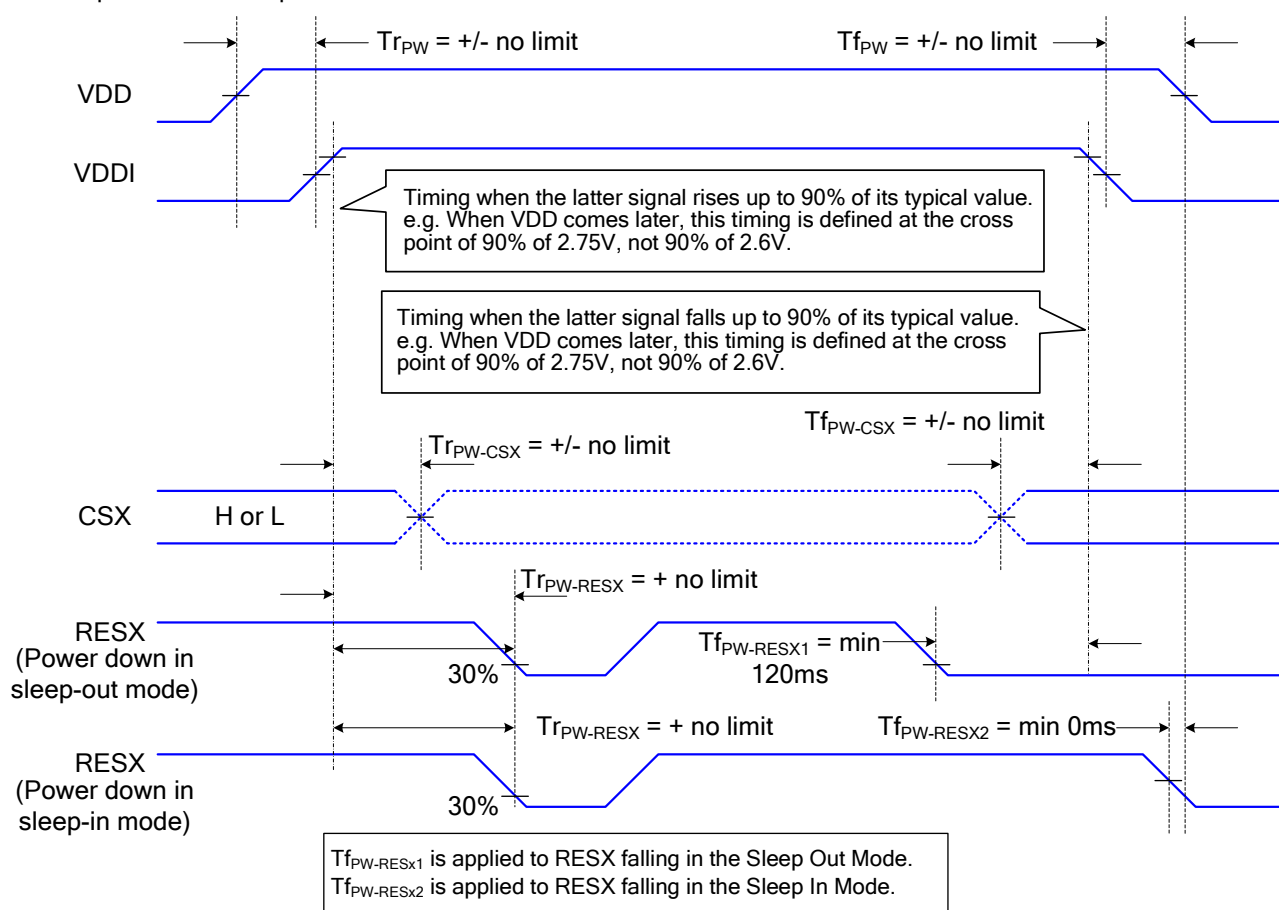 Tr_PW = +/- no limit
Tf_PW = +/- no limit
VDD
VDDI
Timing when the latter signal rises up to 90% of its typical value.
e.g. When VDD comes later, this timing is defined at the cross
point of 90% of 2.75V, not 90% of 2.6V.
Timing when the latter signal falls up to 90% of its typical value.
e.g. When VDD comes later, this timing is defined at the cross
point of 90% of 2.75V, not 90% of 2.6V.
Tr_PW-CSX = +/- no limit
Tf_PW-CSX = +/- no limit
CSX
H or L
Tr_PW-RESX = + no limit
RESX
(Power down in
sleep-out mode)
30%
Tf_PW-RESX1 = min
120ms
Tr_PW-RESX = + no limit
Tf_PW-RESX2 = min 0ms
RESX
(Power down in
sleep-in mode)
30%
Tf_PW-RESx1 is applied to RESX falling in the Sleep Out Mode.
Tf_PW-RESx2 is applied to RESX falling in the Sleep In Mode.